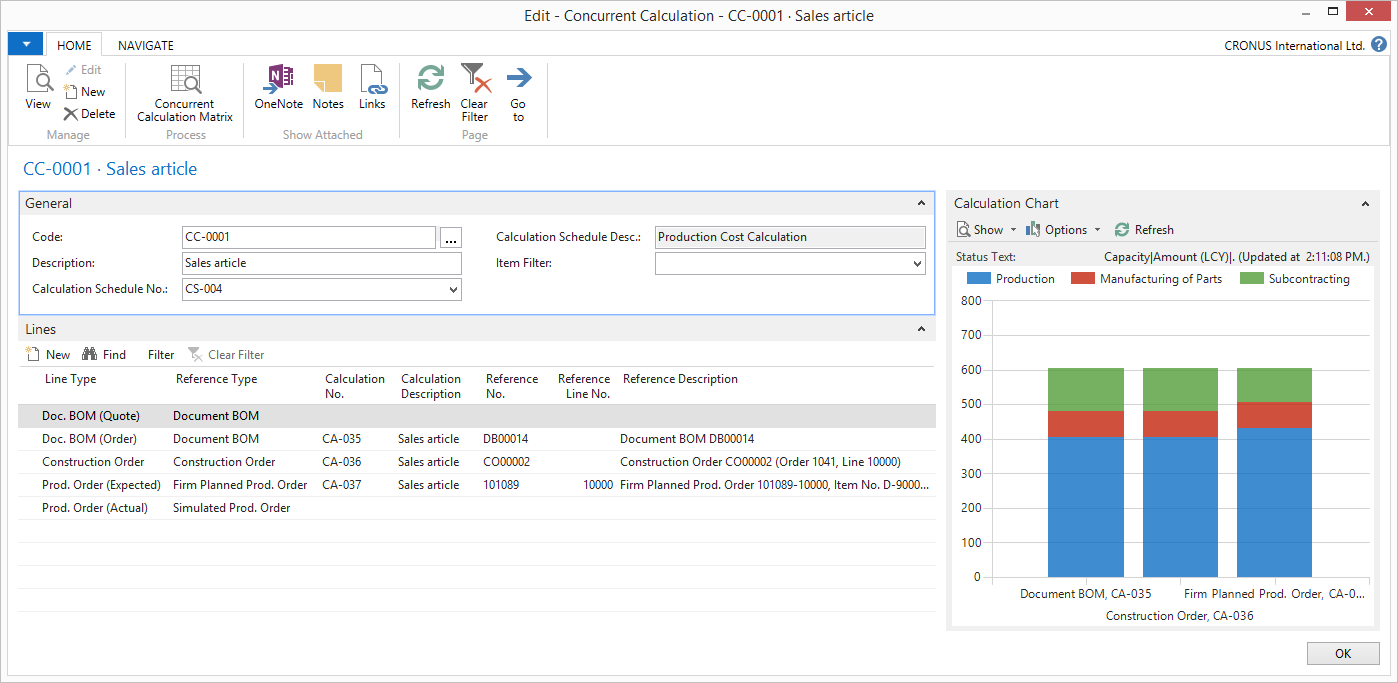 Edit - Concurrent Calculation - CC-0001 · Sales article
HOME NAVIGATE CRONUS International Ltd.
View
Edit
New
Delete
Manage
Concurrent Calculation Matrix
Process
OneNote Notes Links
Show Attached
Refresh Clear Filter Go to
Page
CC-0001 · Sales article
General
Code: CC-0001 ... Calculation Schedule Desc.: Production Cost Calculation
Description: Sales article Item Filter:
Calculation Schedule No.: CS-004
Lines
New Find Filter Clear Filter
Line Type Reference Type Calculation No. Calculation Description Reference No. Reference Line No. Reference Description
Doc. BOM (Quote) Document BOM
Doc. BOM (Order) Document BOM CA-035 Sales article DB00014 Document BOM DB00014
Construction Order Construction Order CA-036 Sales article CO00002 Construction Order CO00002 (Order 1041, Line 10000)
Prod. Order (Expected) Firm Planned Prod. Order CA-037 Sales article 101089 10000 Firm Planned Prod. Order 101089-10000, Item No. D-9000...
Prod. Order (Actual) Simulated Prod. Order
Calculation Chart
Show Options Refresh
Status Text: Capacity|Amount (LCY)|. (Updated at 2:11:08 PM.)
Production Manufacturing of Parts Subcontracting
800
700
600
500
400
300
200
100
0
Document BOM, CA-035 Firm Planned Prod. Order, CA-0...
Construction Order, CA-036
OK